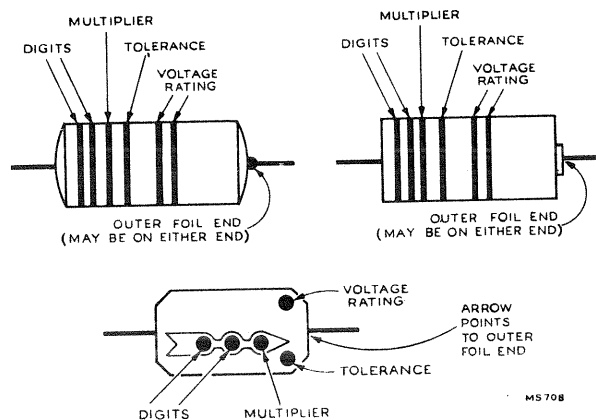 MULTIPLIER
DIGITS
TOLERANCE
VOLTAGE
RATING
OUTER FOIL END
(MAY BE ON EITHER END)
MULTIPLIER
DIGITS
TOLERANCE
VOLTAGE
RATING
OUTER FOIL END
(MAY BE ON EITHER END)
VOLTAGE
RATING
ARROW
POINTS
TO OUTER
FOIL END
TOLERANCE
DIGITS
MULTIPLIER
MS708